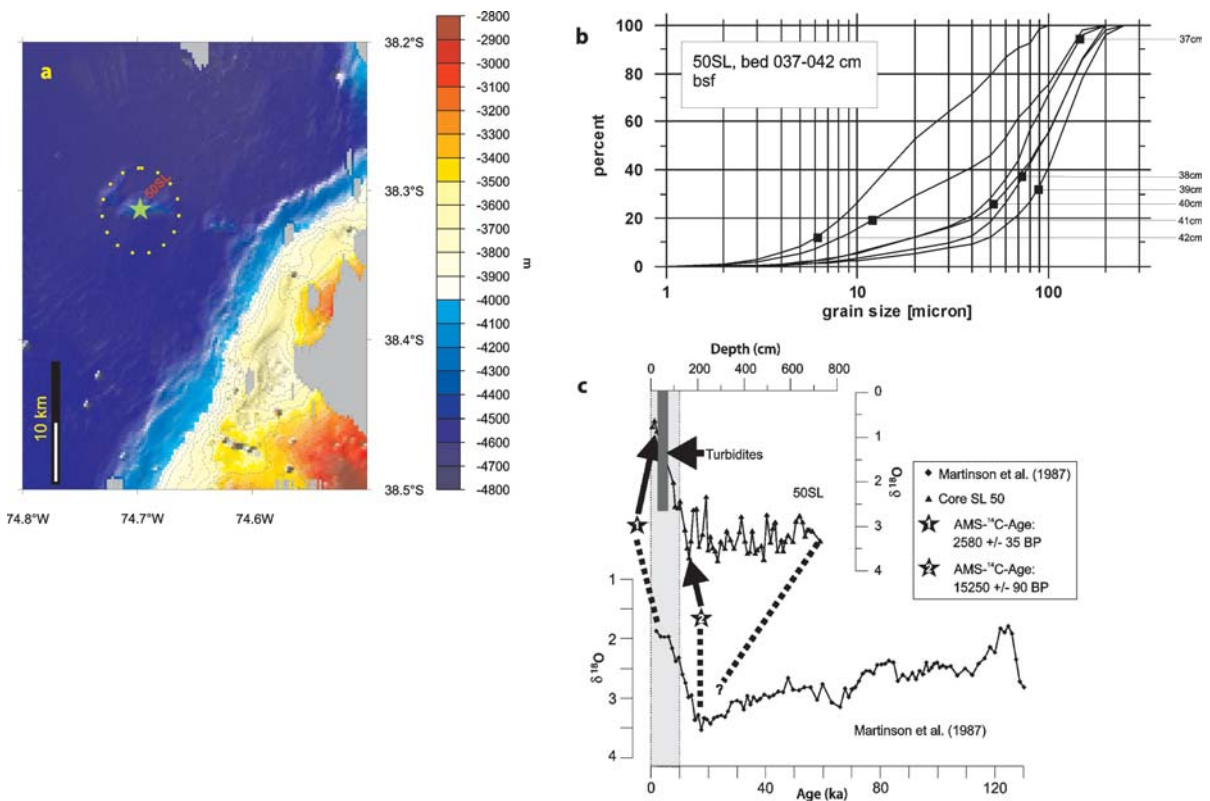 a
38.2°S
38.3°S
38.4°S
38.5°S
74.8°W
74.7°W
74.6°W
50SL
10 km
-2800
-2900
-3000
-3100
-3200
-3300
-3400
-3500
-3600
-3700
-3800
-3900
-4000
-4100
-4200
-4300
-4400
-4500
-4600
-4700
-4800
m
b
50SL, bed 037-042 cm
bsf
100
80
60
40
20
0
percent
1
10
100
grain size [micron]
37cm
38cm
39cm
40cm
41cm
42cm
c
Depth (cm)
0
200
400
600
800
0
1
2
3
4
δ18O
Turbidites
50SL
1
2
?
1
2
3
4
δ18O
Martinson et al. (1987)
0
40
80
120
Age (ka)
Martinson et al. (1987)
Core SL 50
1
AMS-14C-Age:
2580 +/- 35 BP
2
AMS-14C-Age:
15250 +/- 90 BP